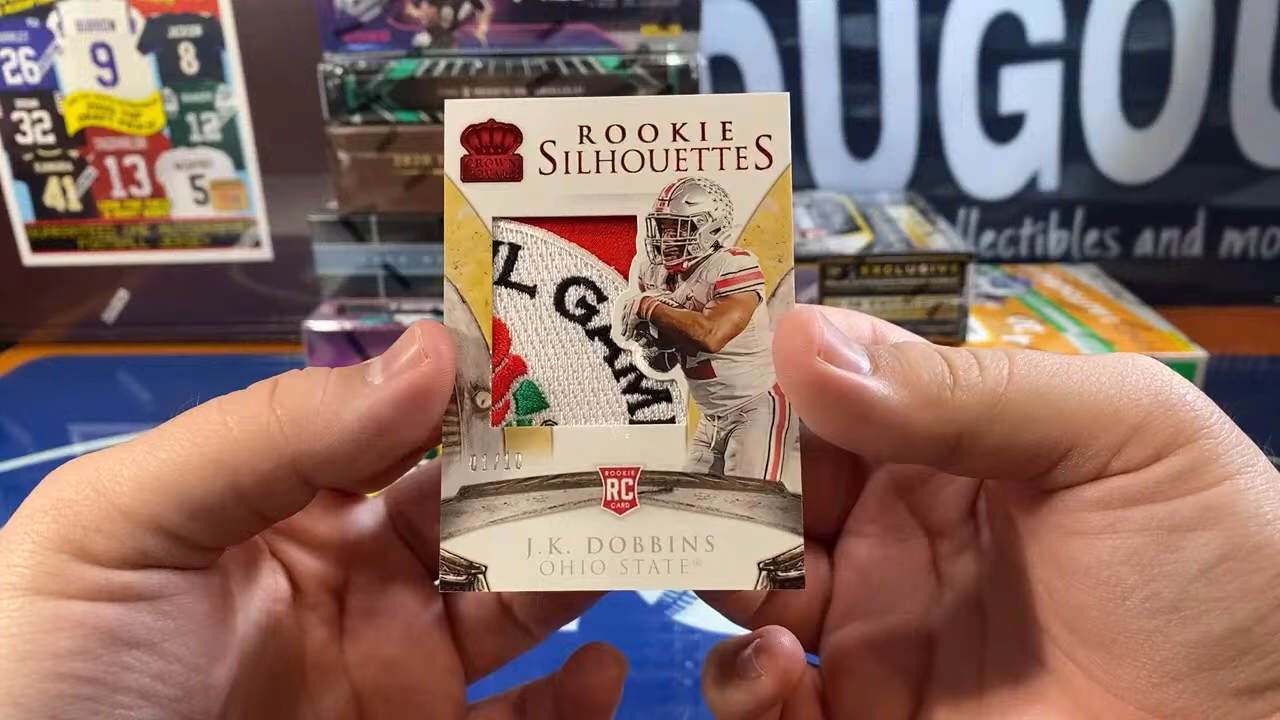 ROOKIE
SILHOUETTES
CROWN
ROYALE
L GAM
01/10
ROOKIE
RC
CARD
J.K. DOBBINS
OHIO STATE®
DUGOU
llectibles and mo
EXCLUSIVE
26
9
8
32
12
13
41
5